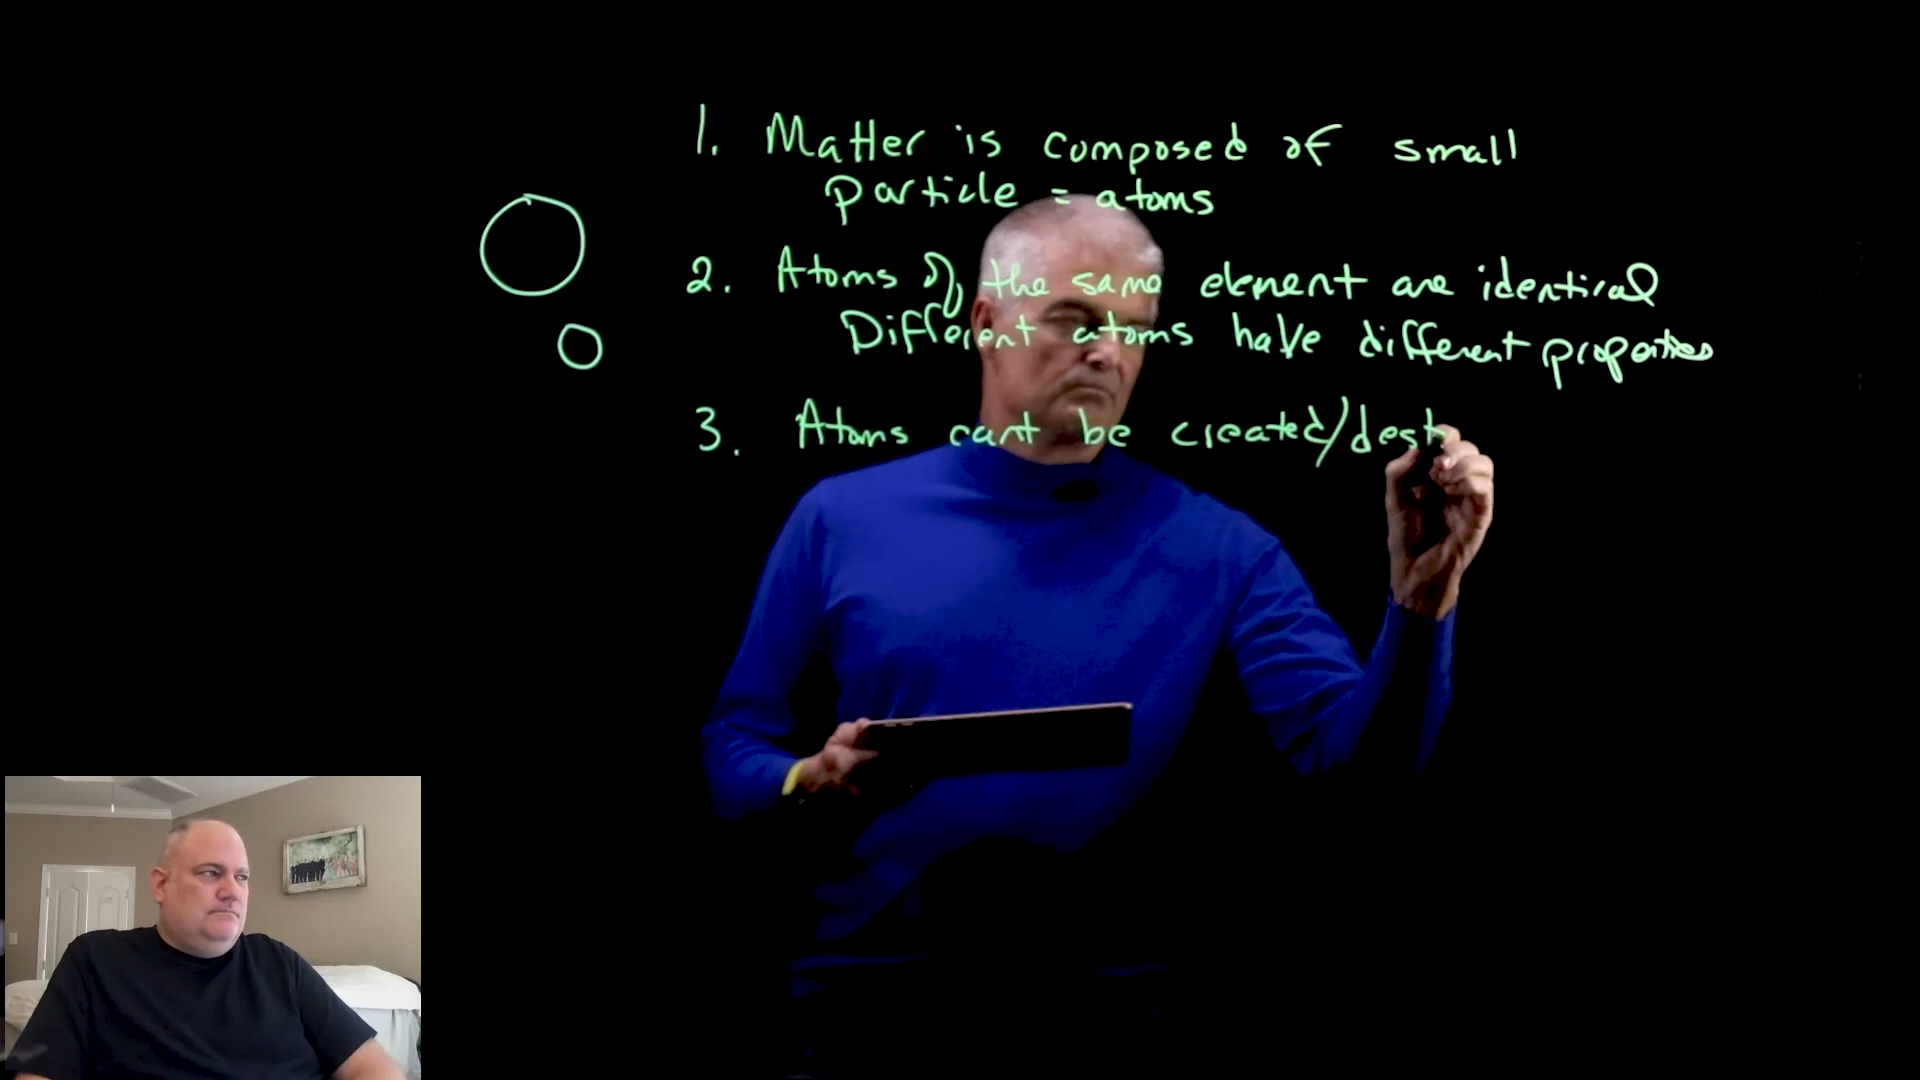 1. Matter is composed of small
particle = atoms
2. Atoms of the same element are identical
Different atoms have different properties
3. Atoms cant be created/dest